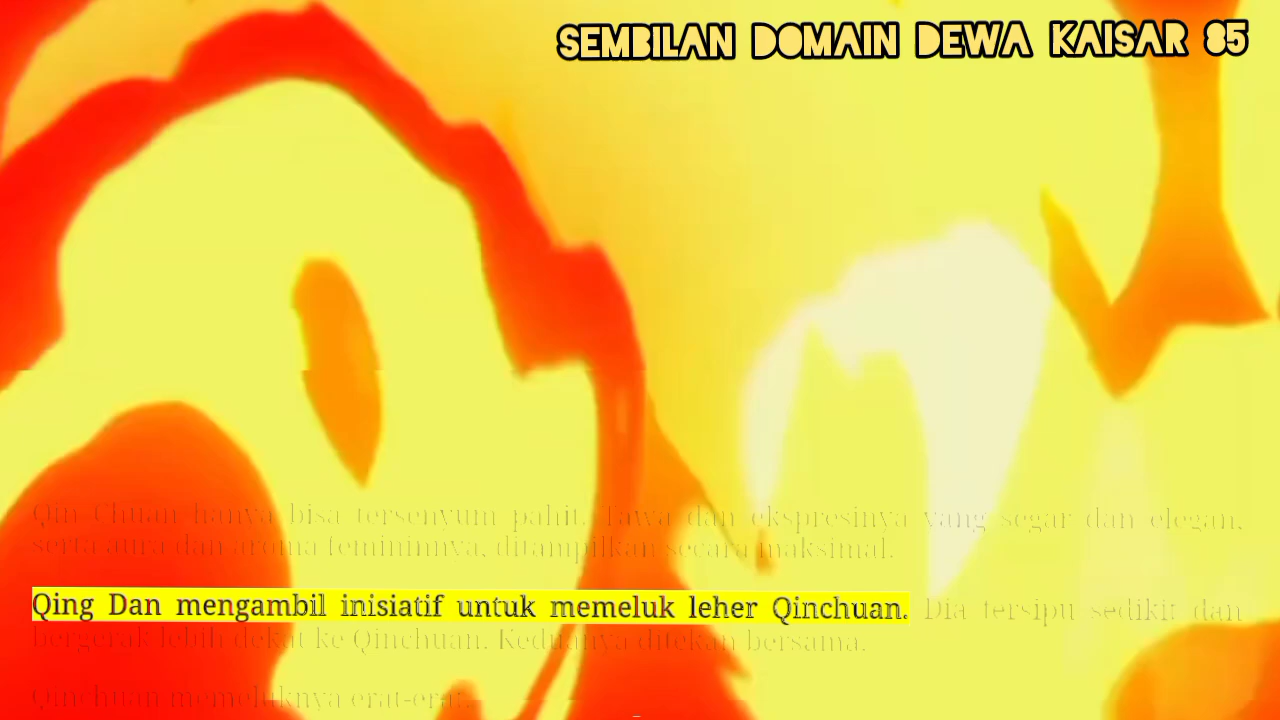 SEMBILAN DOMAIN DEWA KAISAR 85
Qin Chuan hanya bisa tersenyum pahit. Tawa dan ekspresinya yang segar dan elegan,
serta aura dan aroma femininnya, ditampilkan secara maksimal.
Qing Dan mengambil inisiatif untuk memeluk leher Qinchuan. Dia tersipu sedikit dan
bergerak lebih dekat ke Qinchuan. Keduanya ditekan bersama.
Qinchuan memeluknya erat-erat.